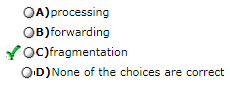 A)processing
B)forwarding
C)fragmentation
D)None of the choices are correct